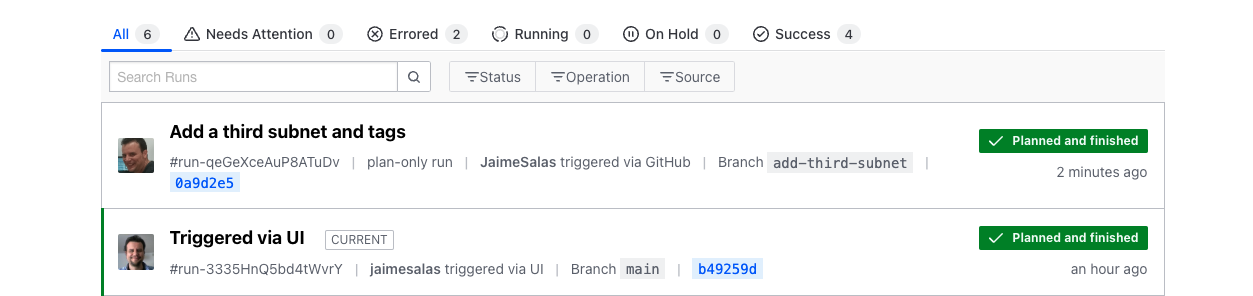 All 6 Needs Attention 0 Errored 2 Running 0 On Hold 0 Success 4
Search Runs Status Operation Source
Add a third subnet and tags
Planned and finished
#run-qeGeXceAuP8ATuDv | plan-only run | JaimeSalas triggered via GitHub | Branch add-third-subnet |
2 minutes ago
0a9d2e5
Triggered via UI CURRENT
Planned and finished
#run-3335HnQ5bd4tWvrY | jaimesalas triggered via UI | Branch main | b49259d
an hour ago